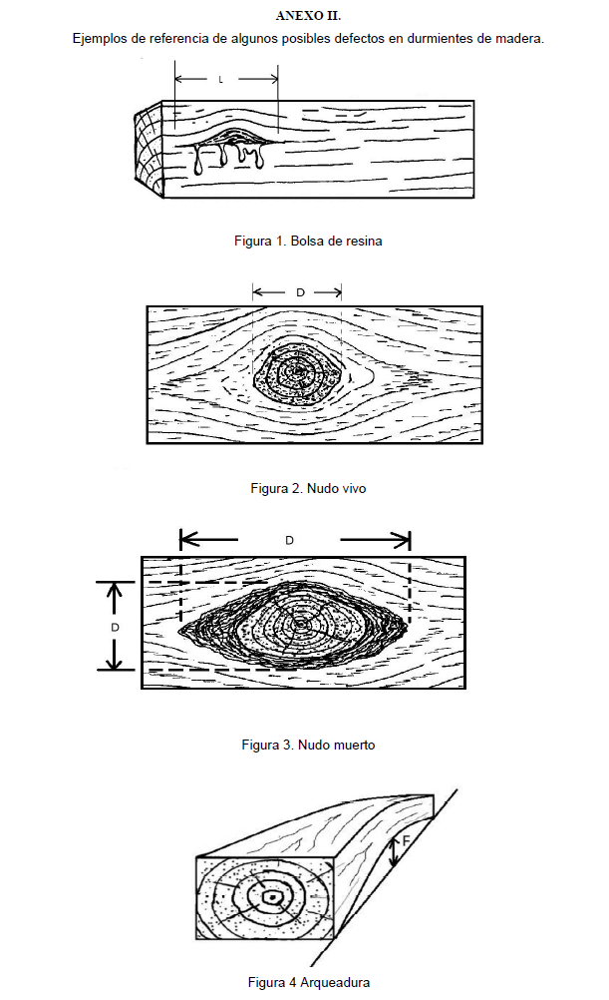 ANEXO II.
Ejemplos de referencia de algunos posibles defectos en durmientes de madera.
L
Figura 1. Bolsa de resina
D
Figura 2. Nudo vivo
D
D
Figura 3. Nudo muerto
F
Figura 4 Arqueadura